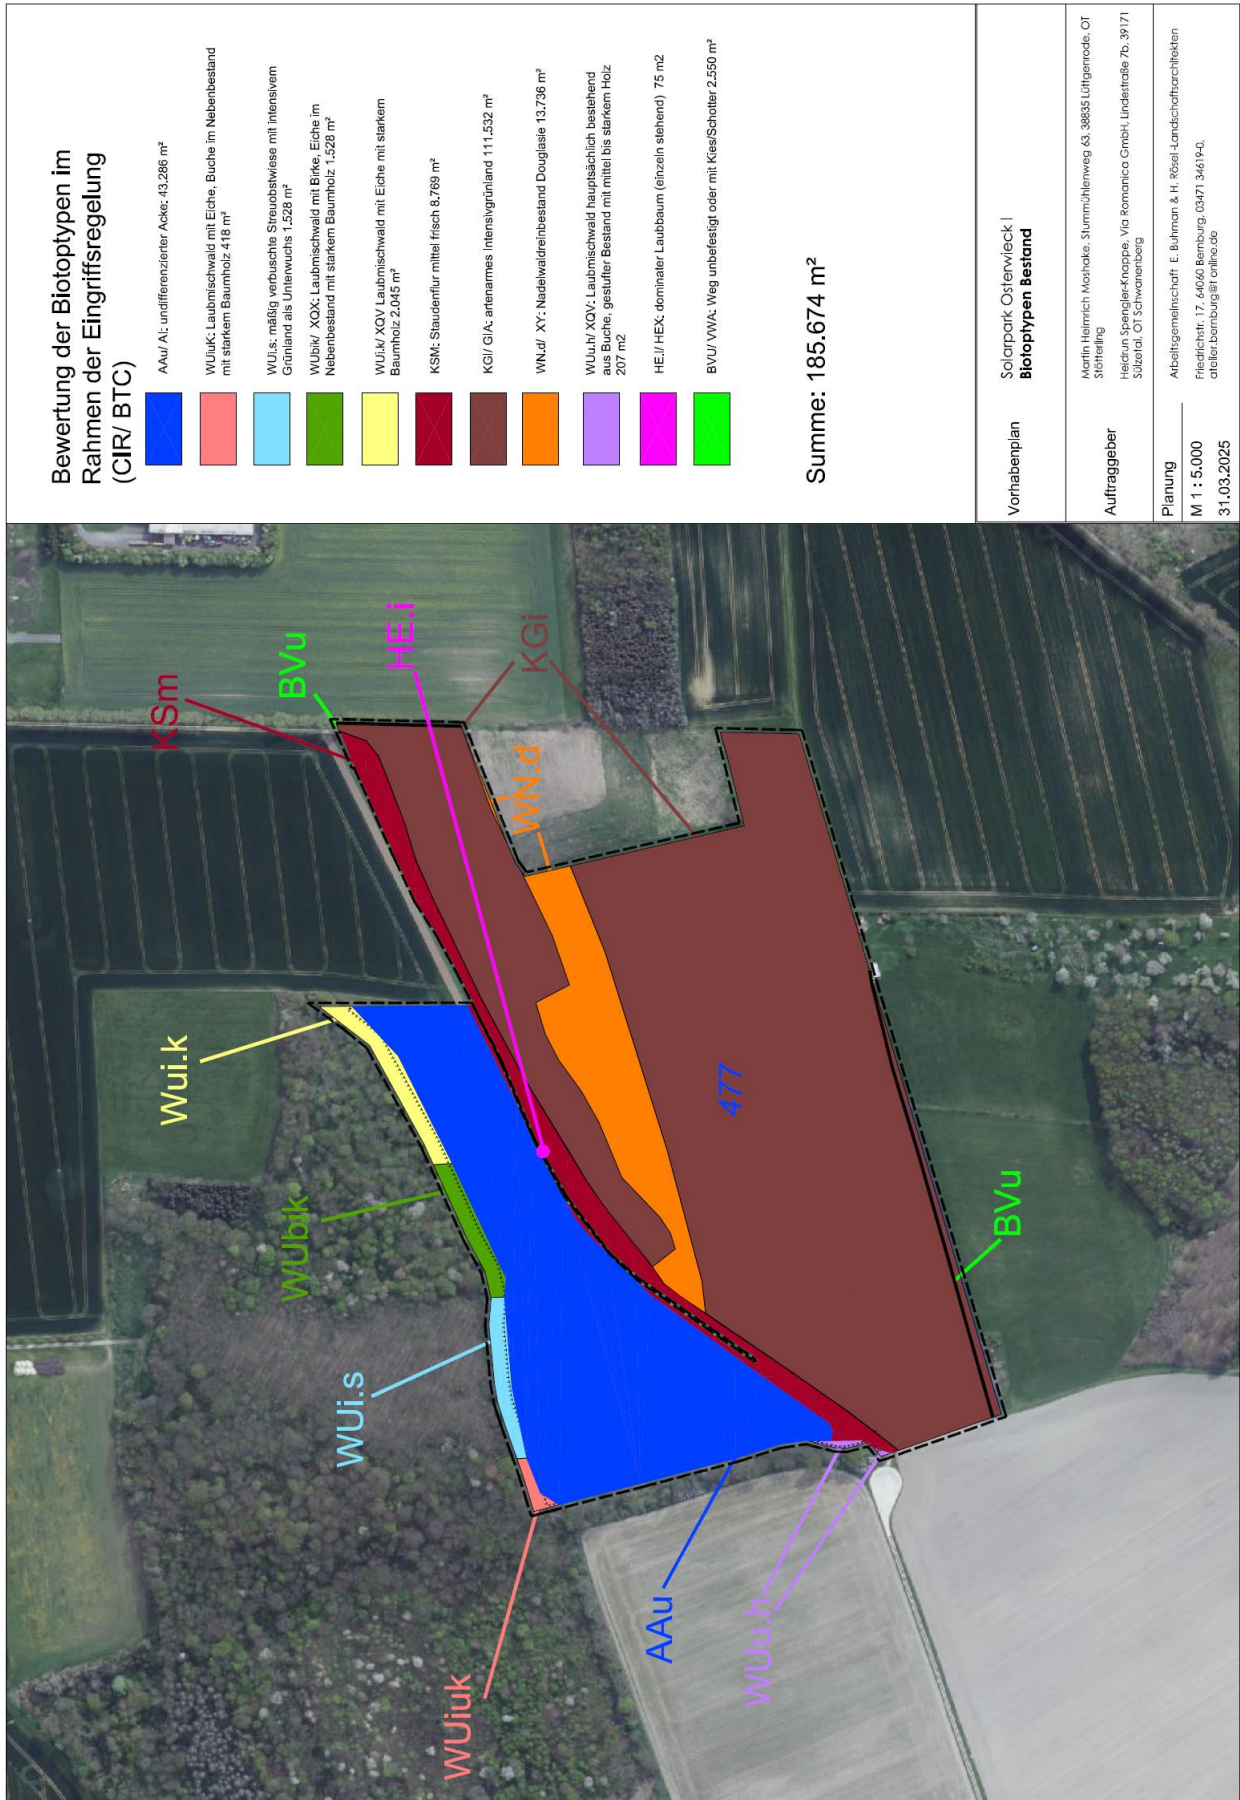 Bewertung der Biotoptypen im
Rahmen der Eingriffsregelung
(CIR/ BTC)
AAu/ A.I: undifferenzierter Acke: 43.286 m²
WUiuK: Laubmischwald mit Eiche, Buche im Nebenbestand
mit starkem Baumholz 418 m²
WUi.s: mäßig verbuschte Streuobstwiese mit intensivem
Grünland als Unterwuchs 1.528 m²
Ubik/ XQX: Laubmischwald mit Birke, Eiche im
Nebenbestand mit starkem Baumholz 1.528 m²
WUi.k/ XQV Laubmischwald mit Eiche mit starkem
Baumholz 2.045 m²
KSM: Staudenflur mittel frisch 8.769 m²
KGi/ GIA: artenarmes Intensivgrünland 111.532 m²
WN.d/ XY: Nadelwaldreinbestand Douglasie 13.736 m²
WUu.h/ XQV: Laubmischwald hauptsächlich bestehend
aus Buche, gestufter Bestand mit mittel bis starkem Holz
207 m2
HE.i/ HEX: dominater Laubbaum (einzeln stehend) 75 m2
BVU/ VWA: Weg unbefestigt oder mit Kies/Schotter 2.550 m²
Summe: 185.674 m²
Vorhabenplan
Solarpark Osterwieck I
Biotoptypen Bestand
Auftraggeber
Martin Heimrich Moshake, Stummühlenweg 63, 38835 Lüttgenrode, OT
Stötterling
Heidrun Spengler-Knappe, Via Romanica GmbH, Lindestraße 7b, 39171
Sülzetal, OT Schwanenberg
Planung
Arbeitsgemeinschaft E. Buhrman & H. Rösel -Landschaftsarchitekten
M 1 : 5.000
31.03.2025
Friedrichstr. 17, 64060 Bernburg, 03471 34619-0,
atelier.bernburg@t online.de
KSm
BVu
HE.i
KGi
WN.d
Wui.k
WUbik
WUi.s
WUiuk
AAu
WUu.h
477
BVu